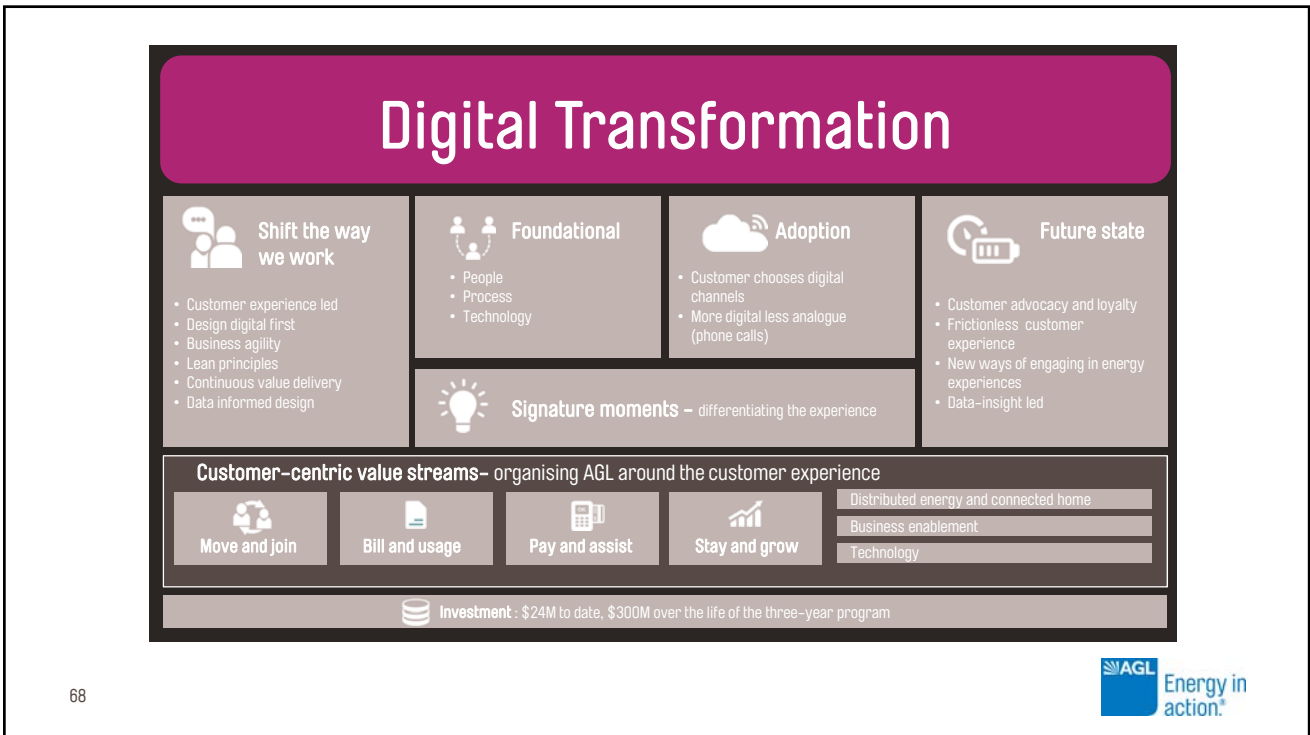 Digital Transformation
Shift the way
we work
• Customer experience led
• Design digital first
• Business agility
• Lean principles
• Continuous value delivery
• Data informed design
Foundational
• People
• Process
• Technology
Adoption
• Customer chooses digital
channels
• More digital less analogue
(phone calls)
Signature moments – differentiating the experience
Future state
• Customer advocacy and loyalty
• Frictionless customer
experience
• New ways of engaging in energy
experiences
• Data-insight led
Customer-centric value streams– organising AGL around the customer experience
Move and join
Bill and usage
Pay and assist
Stay and grow
Distributed energy and connected home
Business enablement
Technology
Investment : $24M to date, $300M over the life of the three-year program
68
AGL
Energy in
action.®